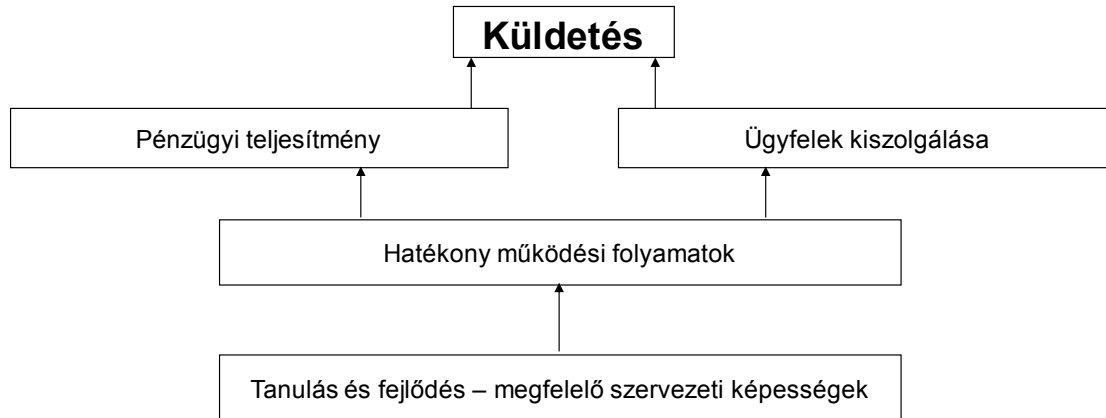 Küldetés
Pénzügyi teljesítmény
Ügyfelek kiszolgálása
Hatékony működési folyamatok
Tanulás és fejlődés – megfelelő szervezeti képességek